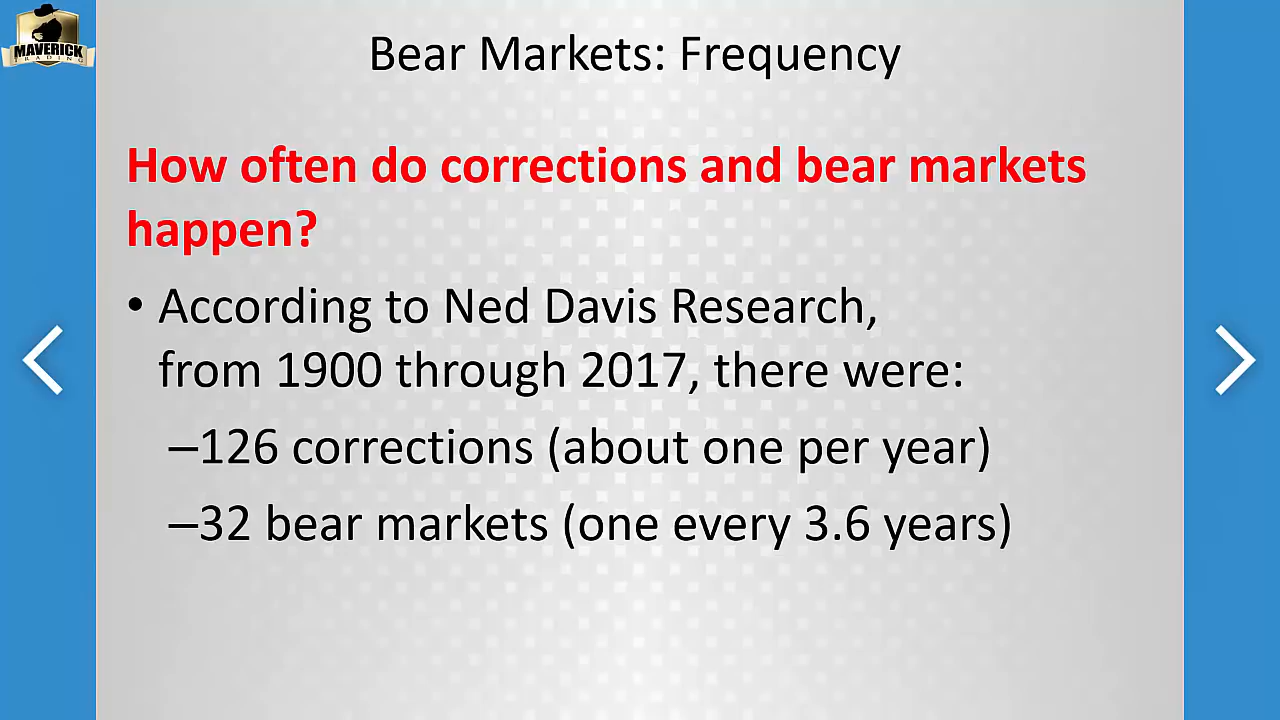 MAVERICK
TRADING
Bear Markets: Frequency
How often do corrections and bear markets
happen?
• According to Ned Davis Research,
from 1900 through 2017, there were:
–126 corrections (about one per year)
–32 bear markets (one every 3.6 years)